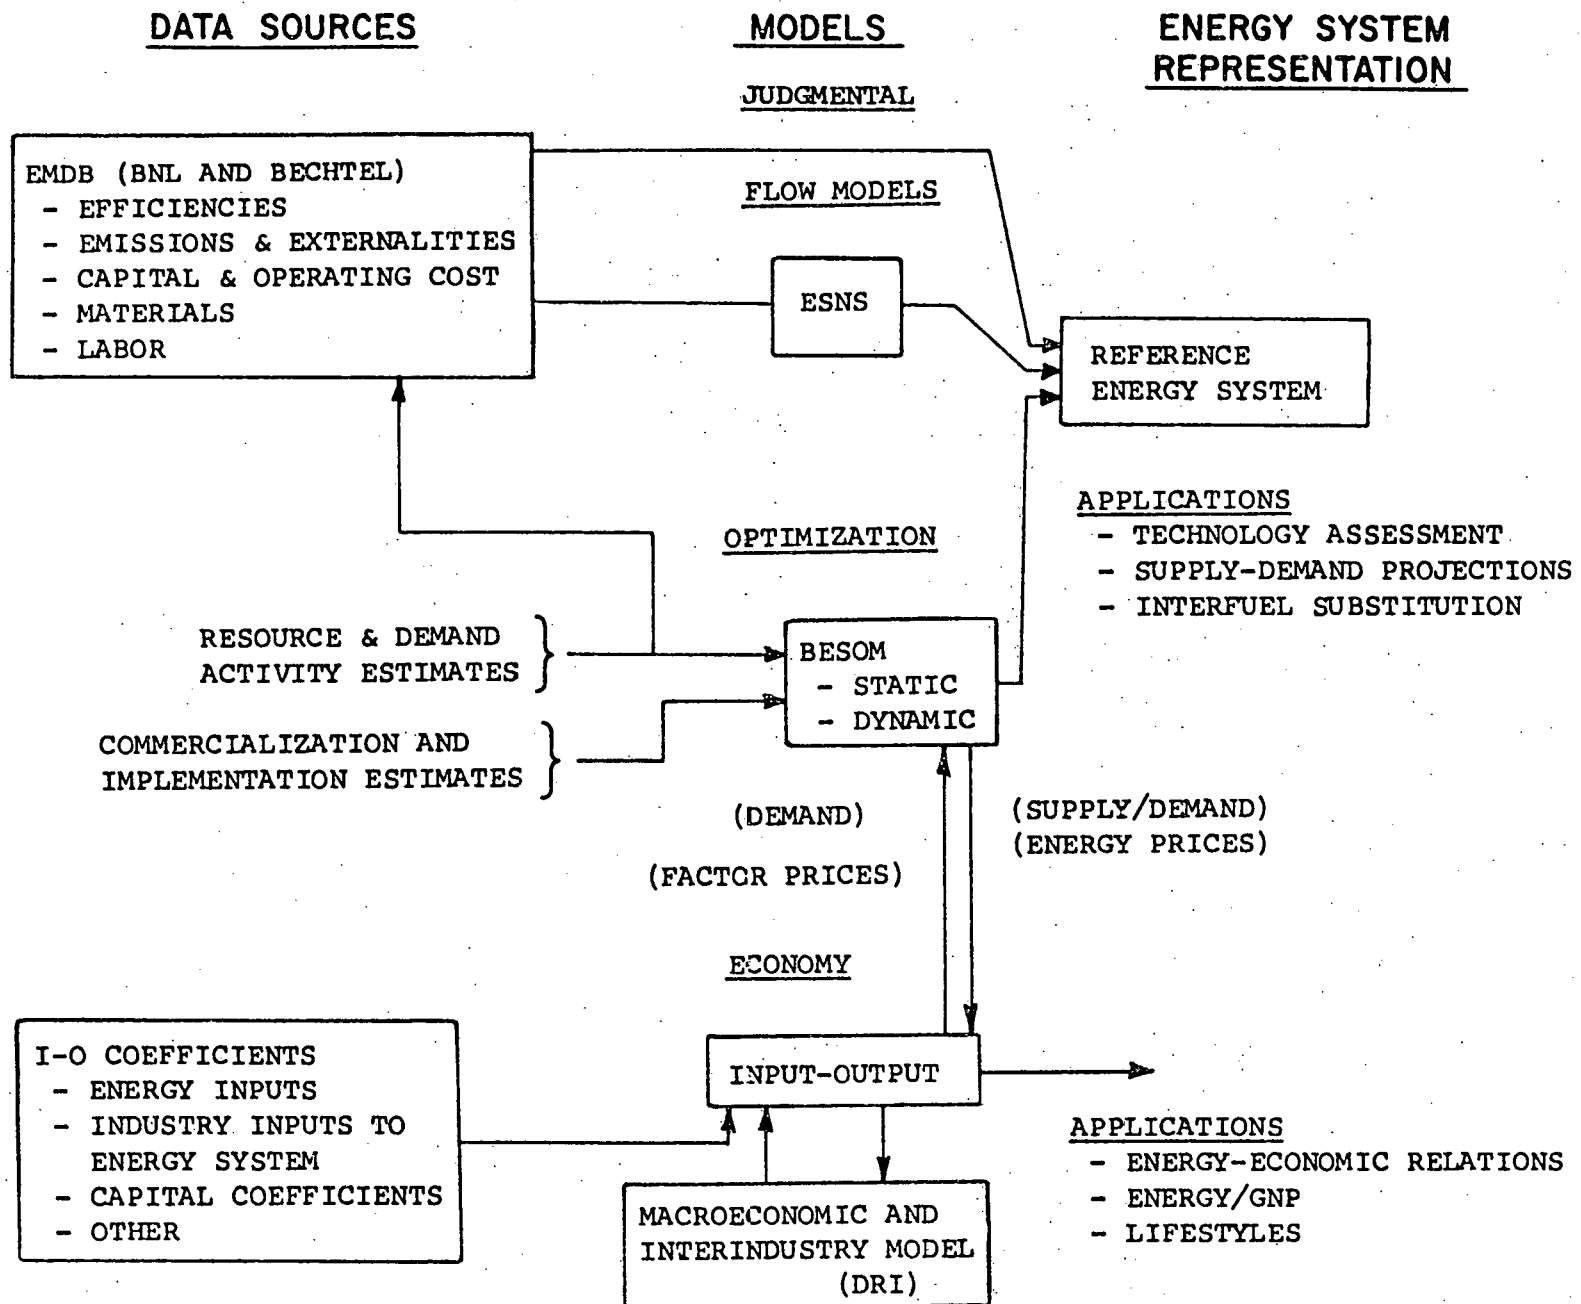 DATA SOURCES
MODELS
ENERGY SYSTEM
REPRESENTATION
JUDGMENTAL
EMDB (BNL AND BECHTEL)
- EFFICIENCIES
- EMISSIONS & EXTERNALITIES
- CAPITAL & OPERATING COST
- MATERIALS
- LABOR
FLOW MODELS
ESNS
REFERENCE
ENERGY SYSTEM
APPLICATIONS
- TECHNOLOGY ASSESSMENT
- SUPPLY-DEMAND PROJECTIONS
- INTERFUEL SUBSTITUTION
OPTIMIZATION
RESOURCE & DEMAND
ACTIVITY ESTIMATES
COMMERCIALIZATION AND
IMPLEMENTATION ESTIMATES
BESOM
- STATIC
- DYNAMIC
(DEMAND)
(FACTOR PRICES)
(SUPPLY/DEMAND)
(ENERGY PRICES)
ECONOMY
I-O COEFFICIENTS
- ENERGY INPUTS
- INDUSTRY INPUTS TO
ENERGY SYSTEM
- CAPITAL COEFFICIENTS
- OTHER
INPUT-OUTPUT
MACROECONOMIC AND
INTERINDUSTRY MODEL
(DRI)
APPLICATIONS
- ENERGY-ECONOMIC RELATIONS
- ENERGY/GNP
- LIFESTYLES